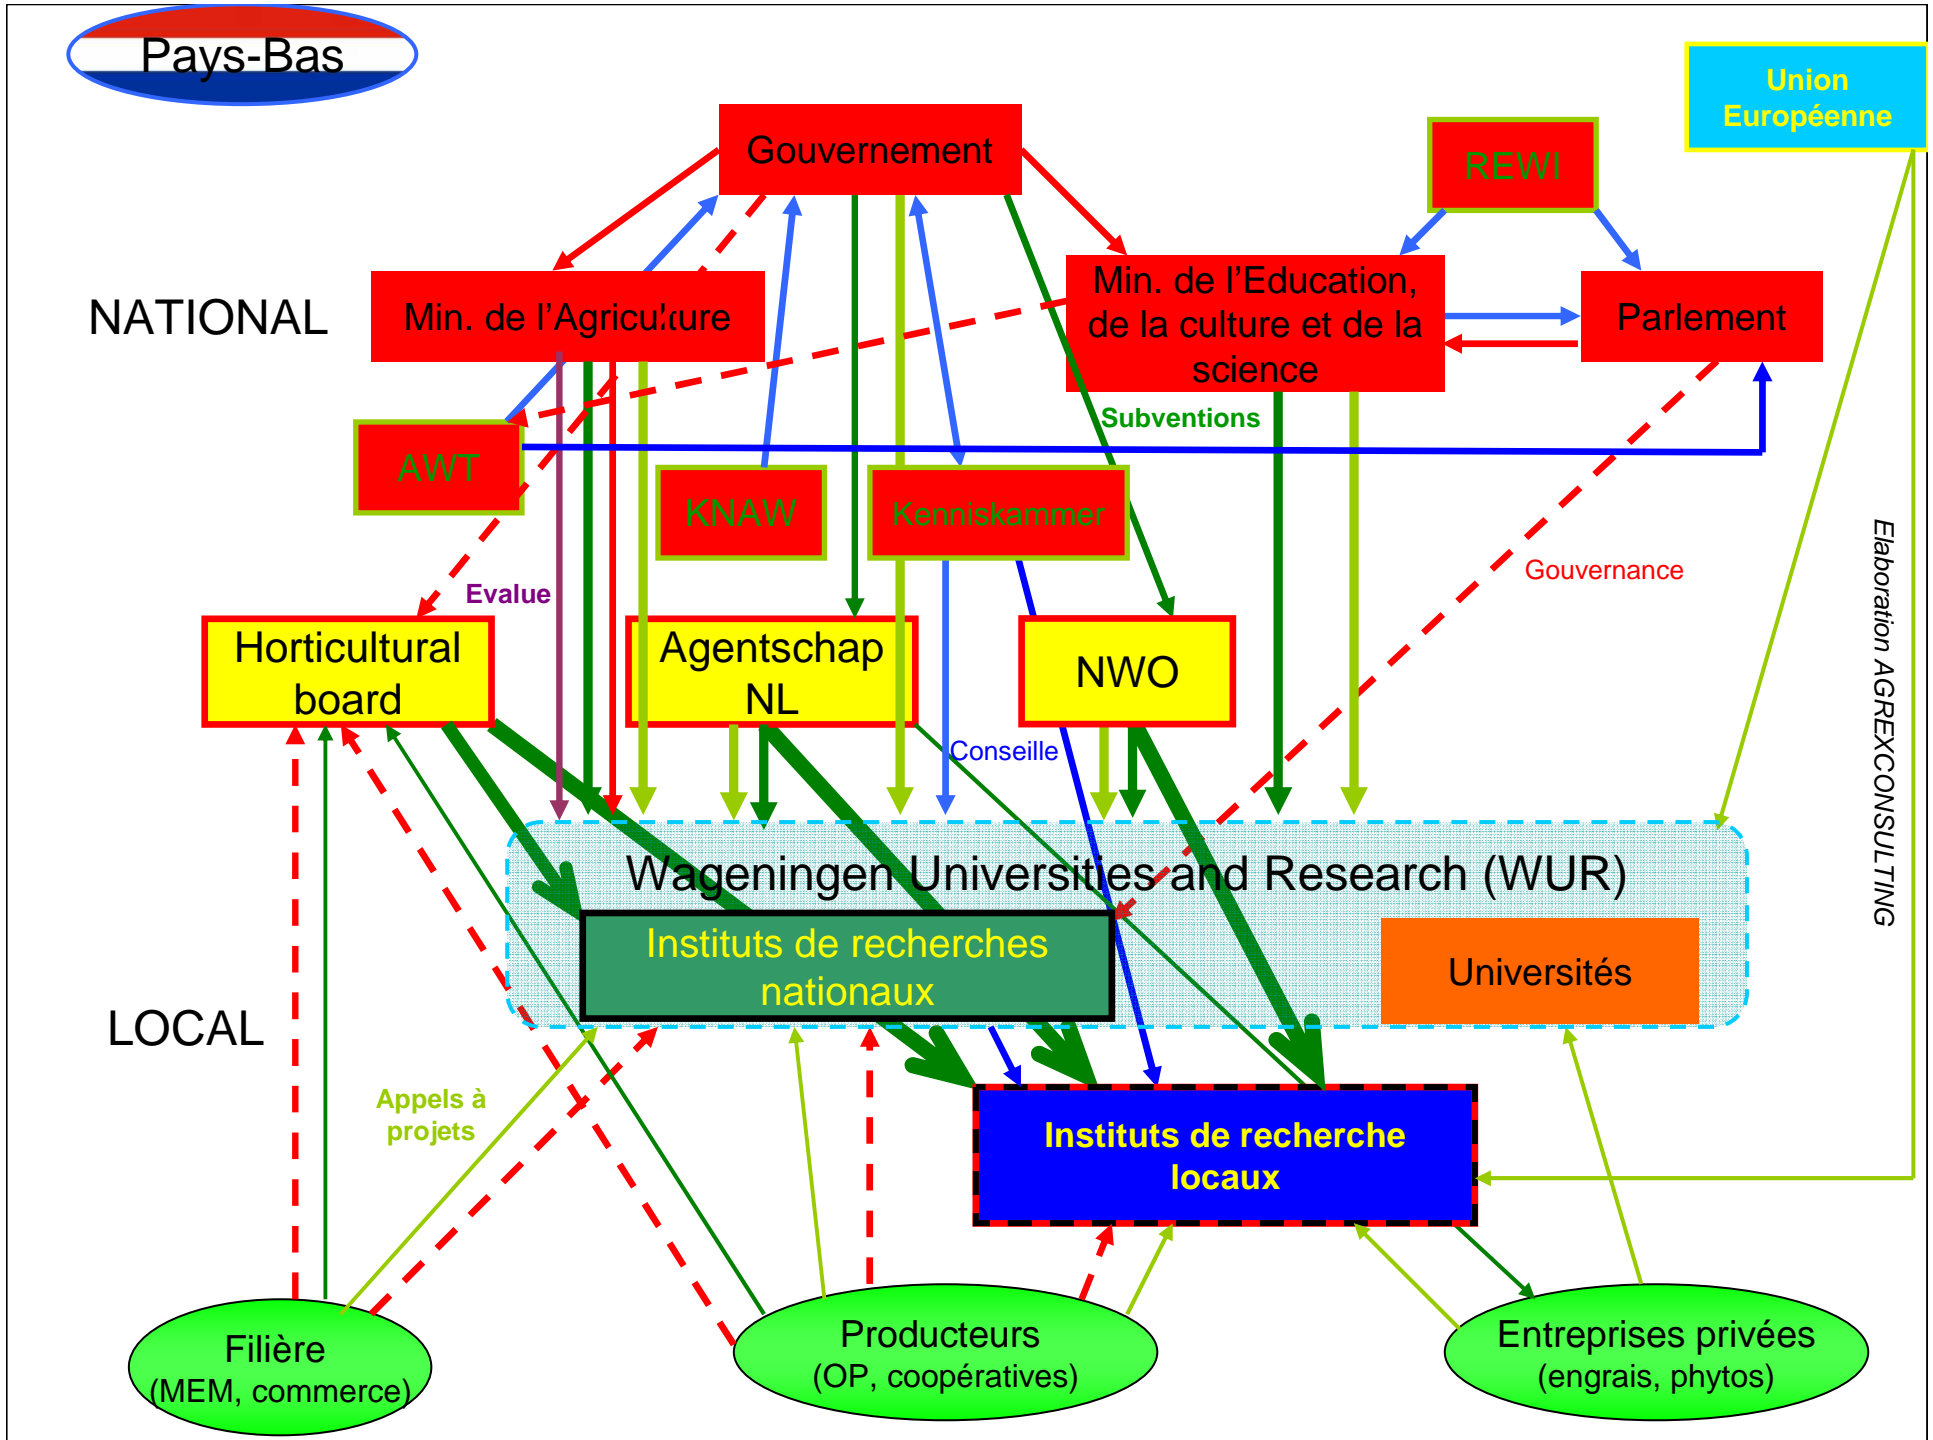 Pays-Bas
Union
Européenne
Gouvernement
REWI
NATIONAL
Min. de l'Agriculture
Min. de l'Education,
de la culture et de la
science
Parlement
Subventions
AWT
KNAW
Kenniskammer
Elaboration AGREXCONSULTING
Gouvernance
Evalue
Horticultural
board
Agentschap
NL
NWO
Conseille
Wageningen Universities and Research (WUR)
Instituts de recherches
nationaux
Universités
LOCAL
Appels à
projets
Instituts de recherche
locaux
Filière
(MEM, commerce)
Producteurs
(OP, coopératives)
Entreprises privées
(engrais, phytos)